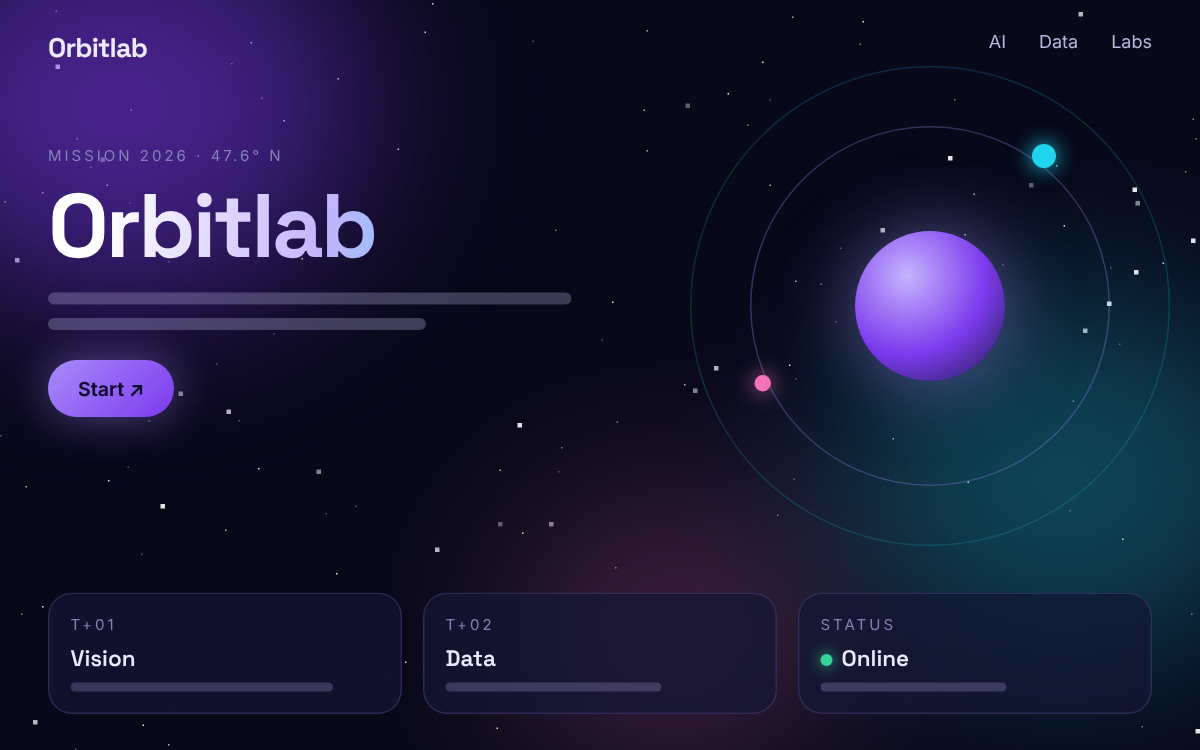 Orbitlab
AI Data Labs
MISSION 2026 · 47.6° N
Orbitlab
Start ↗
T+01
Vision
T+02
Data
STATUS
Online